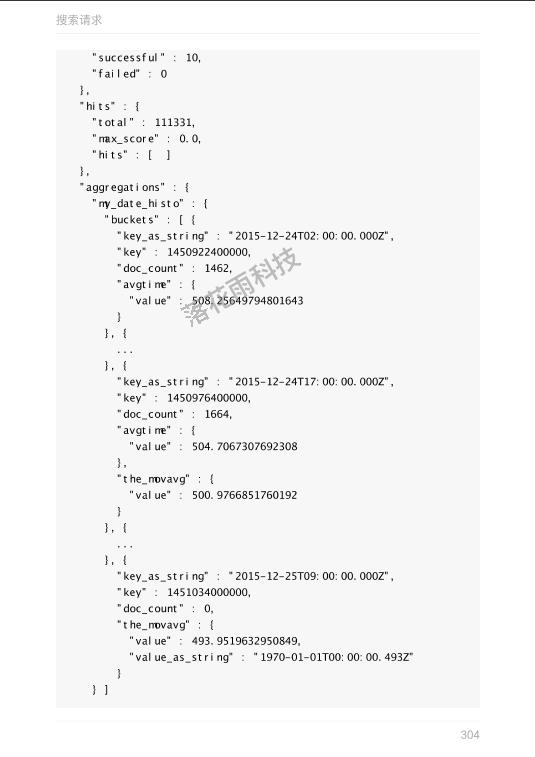 搜索请求
"successful" : 10,
"failed" : 0
},
"hits" : {
"total" : 111331,
"max_score" : 0.0,
"hits" : [ ]
},
"aggregations" : {
"my_date_histo" : {
"buckets" : [ {
"key_as_string" : "2015-12-24T02:00:00.000Z",
"key" : 1450922400000,
"doc_count" : 1462,
"avgtime" : {
"value" : 508.25649794801643
}
}, {
...
}, {
"key_as_string" : "2015-12-24T17:00:00.000Z",
"key" : 1450976400000,
"doc_count" : 1664,
"avgtime" : {
"value" : 504.7067307692308
},
"the_movavg" : {
"value" : 500.9766851760192
}
}, {
...
}, {
"key_as_string" : "2015-12-25T09:00:00.000Z",
"key" : 1451034000000,
"doc_count" : 0,
"the_movavg" : {
"value" : 493.9519632950849,
"value_as_string" : "1970-01-01T00:00:00.493Z"
}
} ]
落花雨科技
304